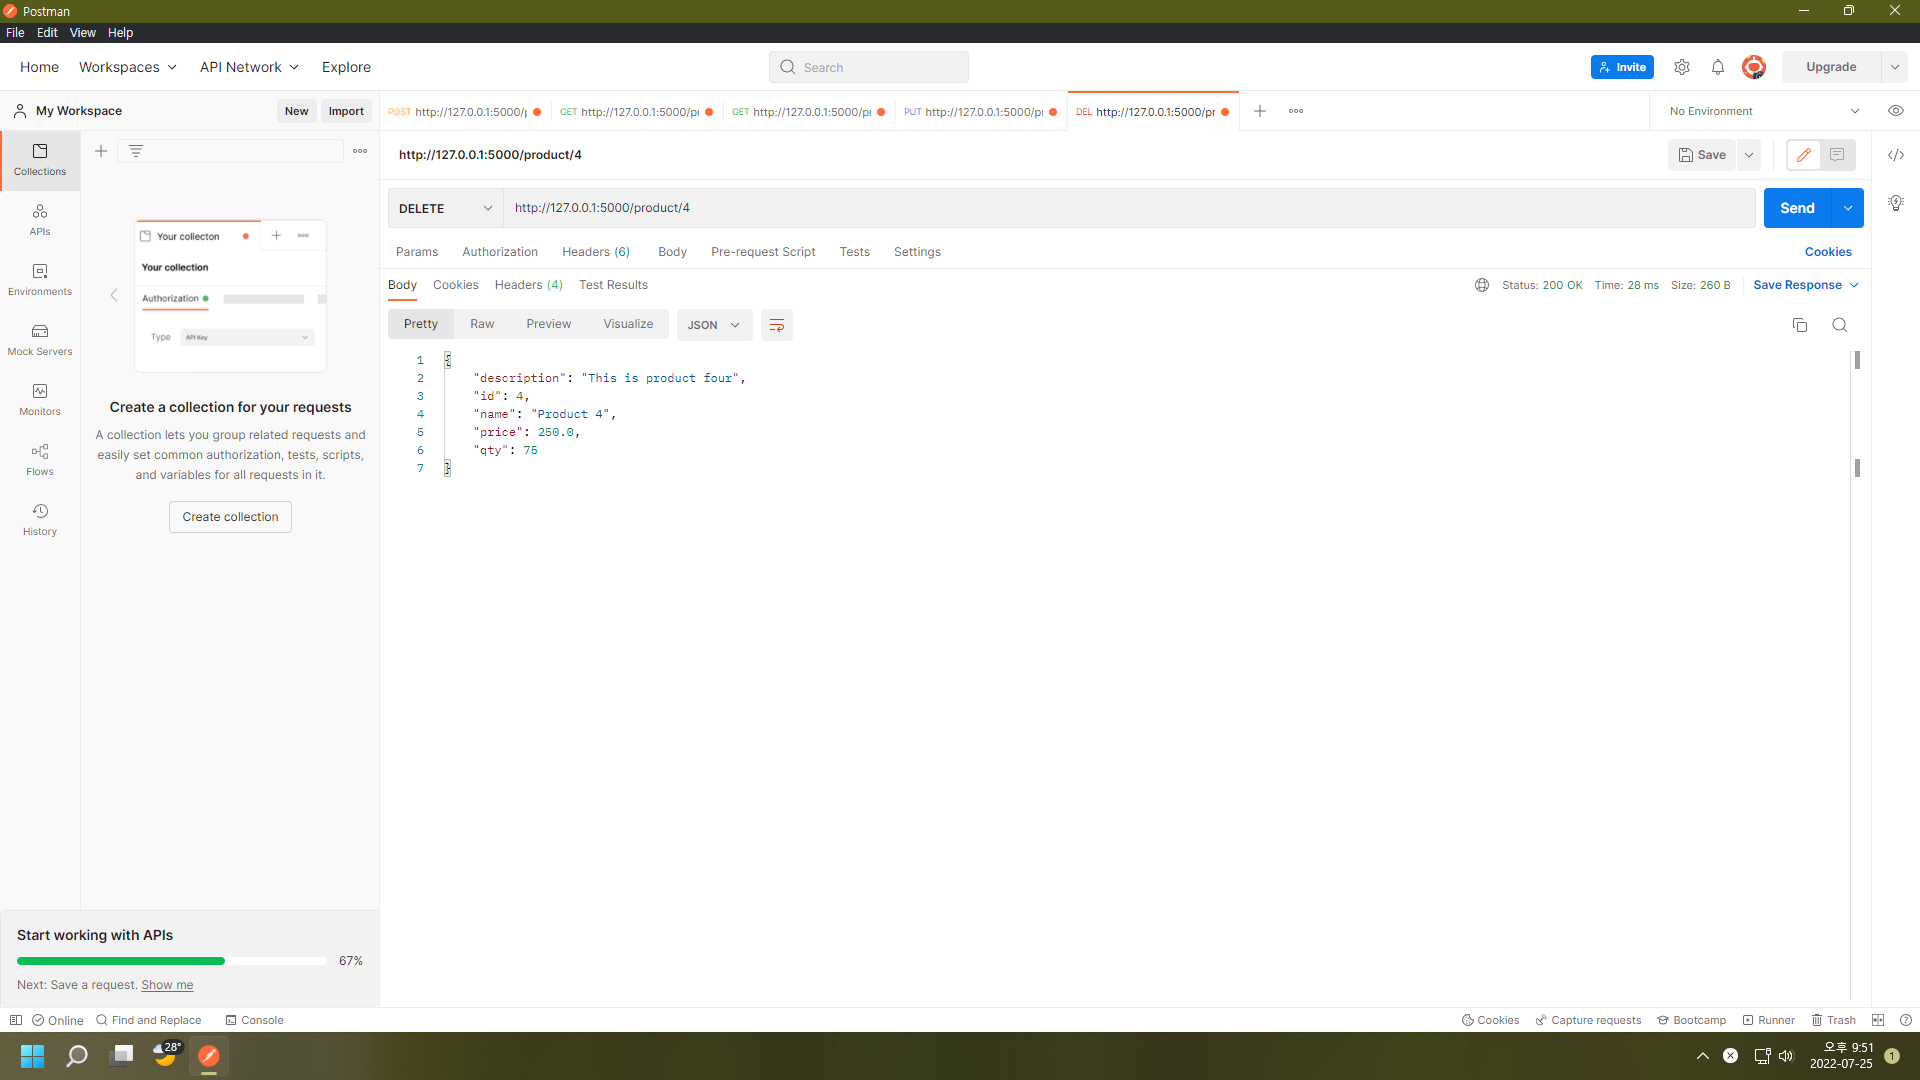 Postman
File Edit View Help
Home Workspaces API Network Explore Search Invite Upgrade
My Workspace New Import
POST http://127.0.0.1:5000/p GET http://127.0.0.1:5000/p GET http://127.0.0.1:5000/p PUT http://127.0.0.1:5000/p DEL http://127.0.0.1:5000/pr No Environment
Collections
APIs
Environments
Mock Servers
Monitors
Flows
History
Your collecton
Your collection
Authorization
Type API Key
Create a collection for your requests
A collection lets you group related requests and
easily set common authorization, tests, scripts,
and variables for all requests in it.
Create collection
Start working with APIs
67%
Next: Save a request. Show me
http://127.0.0.1:5000/product/4 Save
DELETE http://127.0.0.1:5000/product/4 Send
Params Authorization Headers (6) Body Pre-request Script Tests Settings Cookies
Body Cookies Headers (4) Test Results Status: 200 OK Time: 28 ms Size: 260 B Save Response
Pretty Raw Preview Visualize JSON
1 {
2 "description": "This is product four",
3 "id": 4,
4 "name": "Product 4",
5 "price": 250.0,
6 "qty": 75
7 }
Online Find and Replace Console Cookies Capture requests Bootcamp Runner Trash
28°
오후 9:51
2022-07-25
1